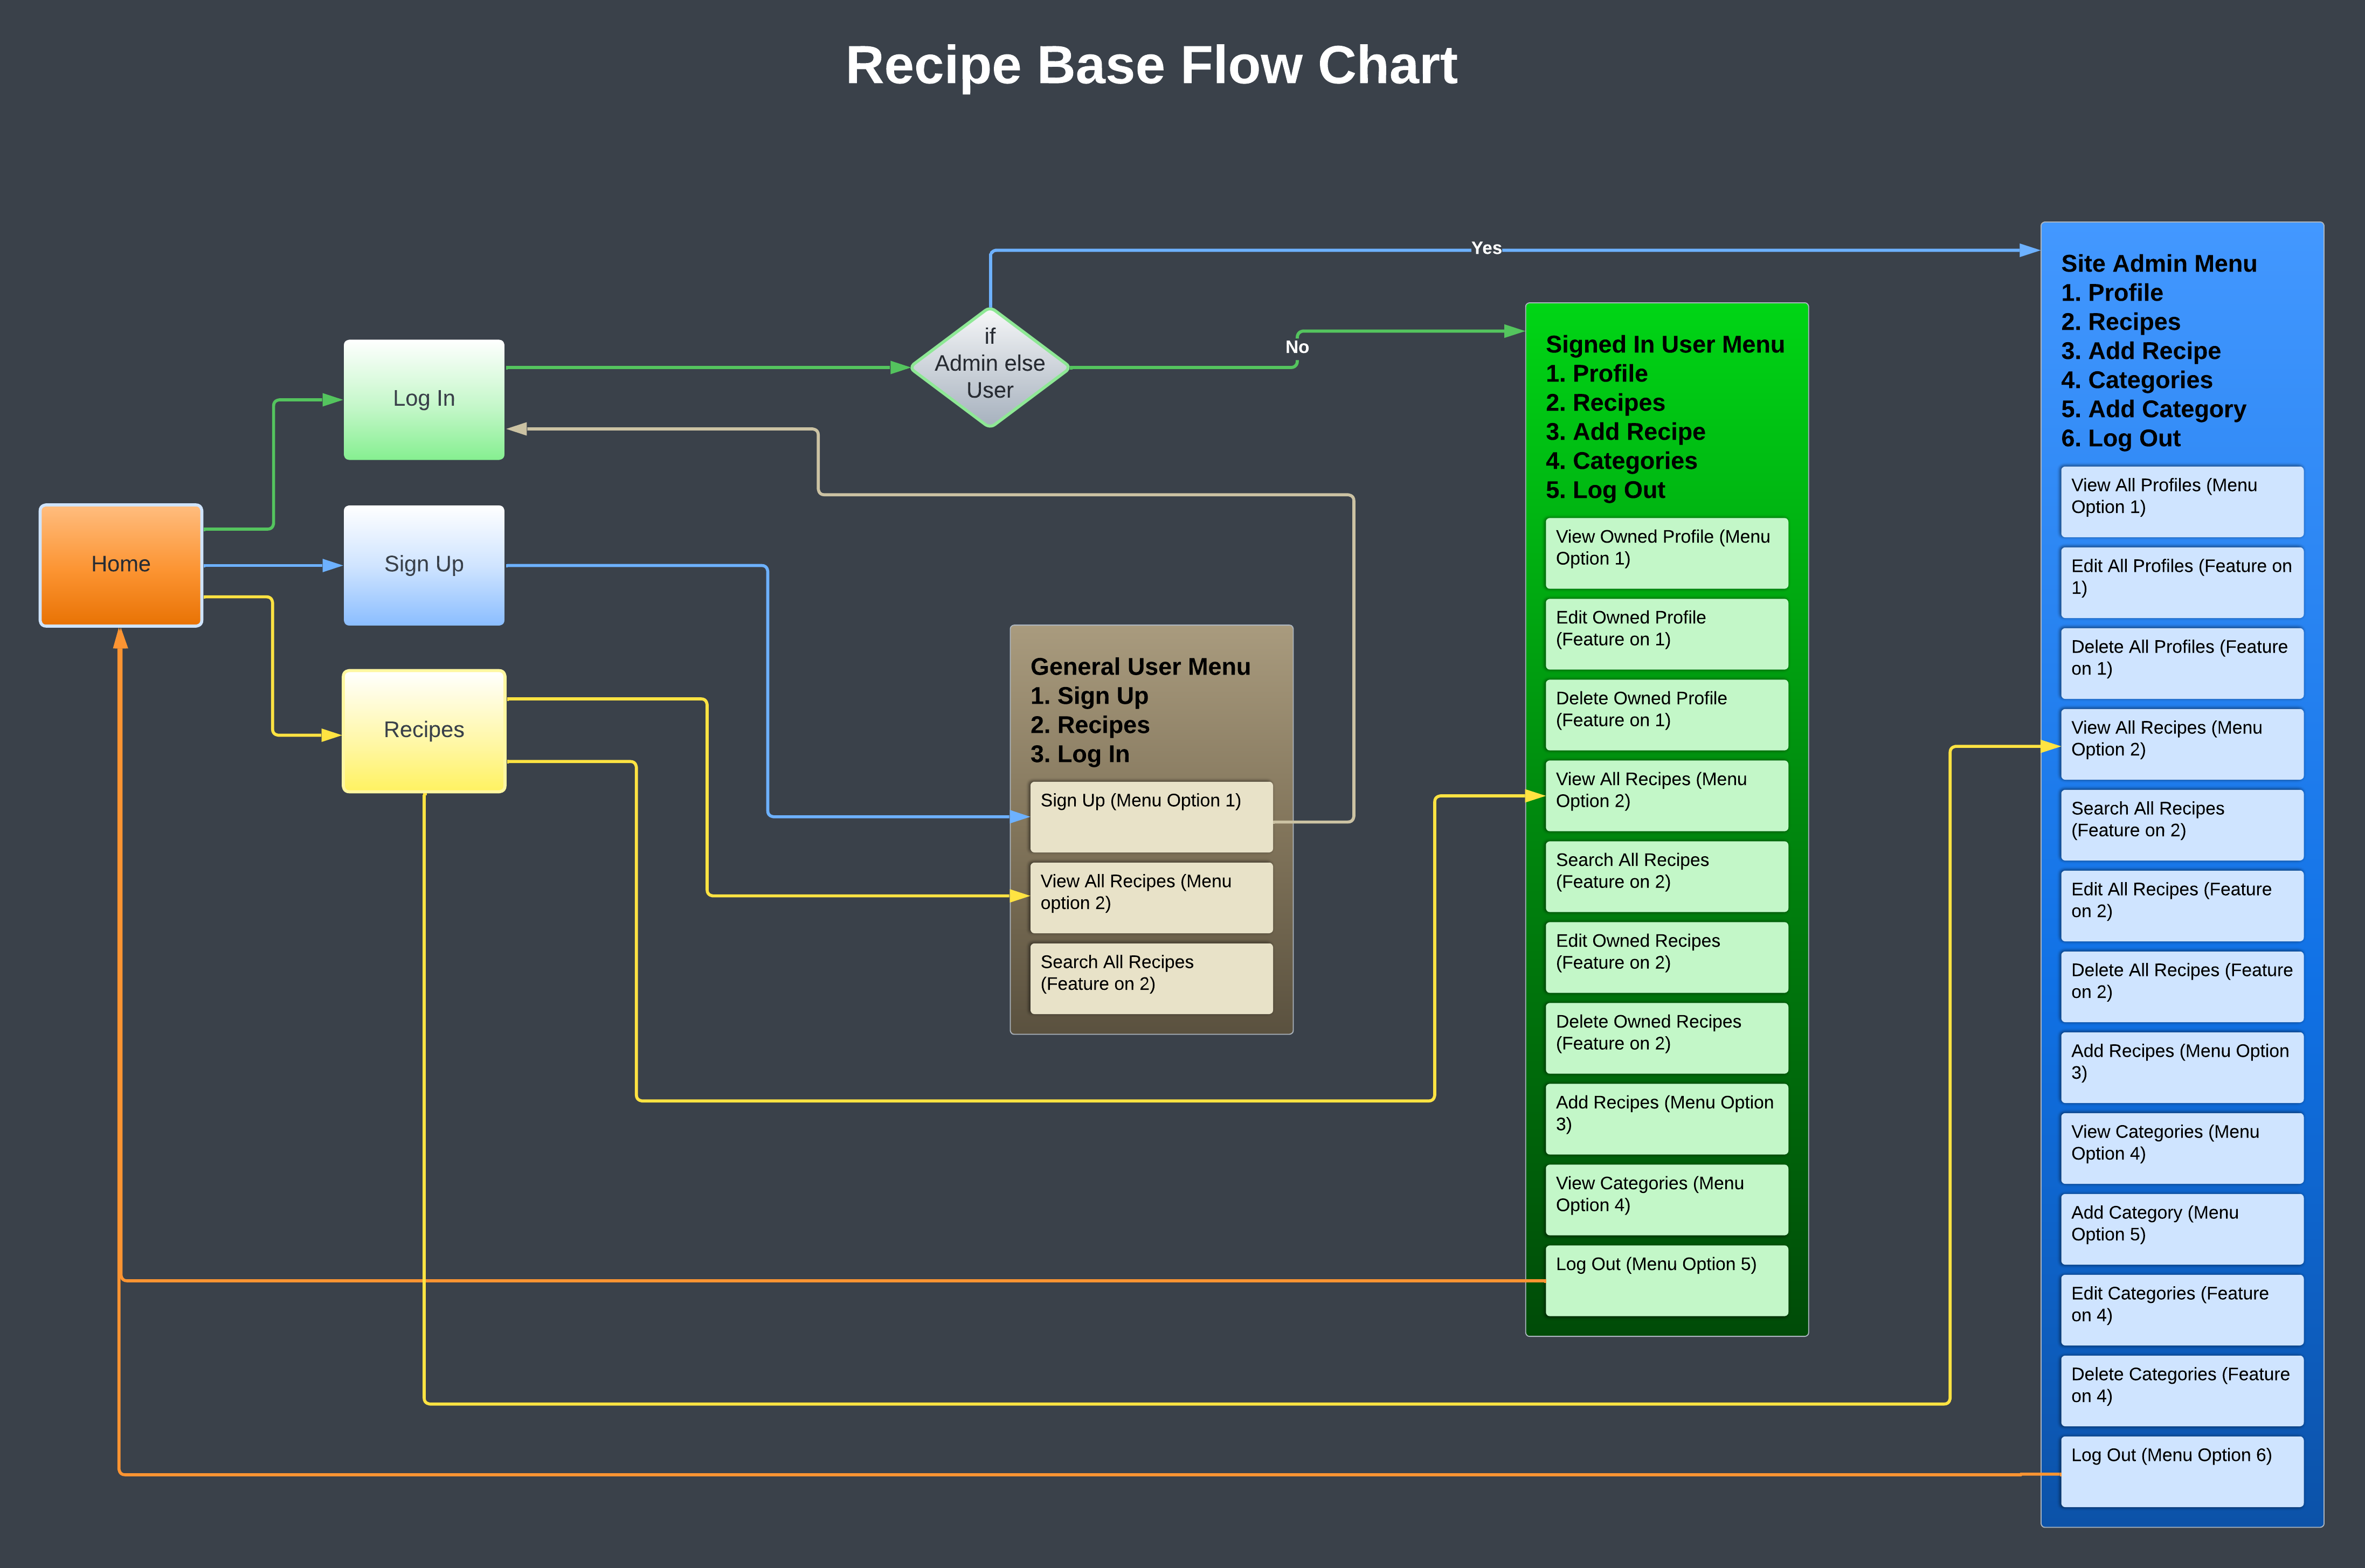 Recipe Base Flow Chart
Yes
No
if
Admin else
User
Log In
Home
Sign Up
Recipes
General User Menu
1. Sign Up
2. Recipes
3. Log In
Sign Up (Menu Option 1)
View All Recipes (Menu
option 2)
Search All Recipes
(Feature on 2)
Signed In User Menu
1. Profile
2. Recipes
3. Add Recipe
4. Categories
5. Log Out
View Owned Profile (Menu
Option 1)
Edit Owned Profile
(Feature on 1)
Delete Owned Profile
(Feature on 1)
View All Recipes (Menu
Option 2)
Search All Recipes
(Feature on 2)
Edit Owned Recipes
(Feature on 2)
Delete Owned Recipes
(Feature on 2)
Add Recipes (Menu Option
3)
View Categories (Menu
Option 4)
Log Out (Menu Option 5)
Site Admin Menu
1. Profile
2. Recipes
3. Add Recipe
4. Categories
5. Add Category
6. Log Out
View All Profiles (Menu
Option 1)
Edit All Profiles (Feature on
1)
Delete All Profiles (Feature
on 1)
View All Recipes (Menu
Option 2)
Search All Recipes
(Feature on 2)
Edit All Recipes (Feature
on 2)
Delete All Recipes (Feature
on 2)
Add Recipes (Menu Option
3)
View Categories (Menu
Option 4)
Add Category (Menu
Option 5)
Edit Categories (Feature
on 4)
Delete Categories (Feature
on 4)
Log Out (Menu Option 6)